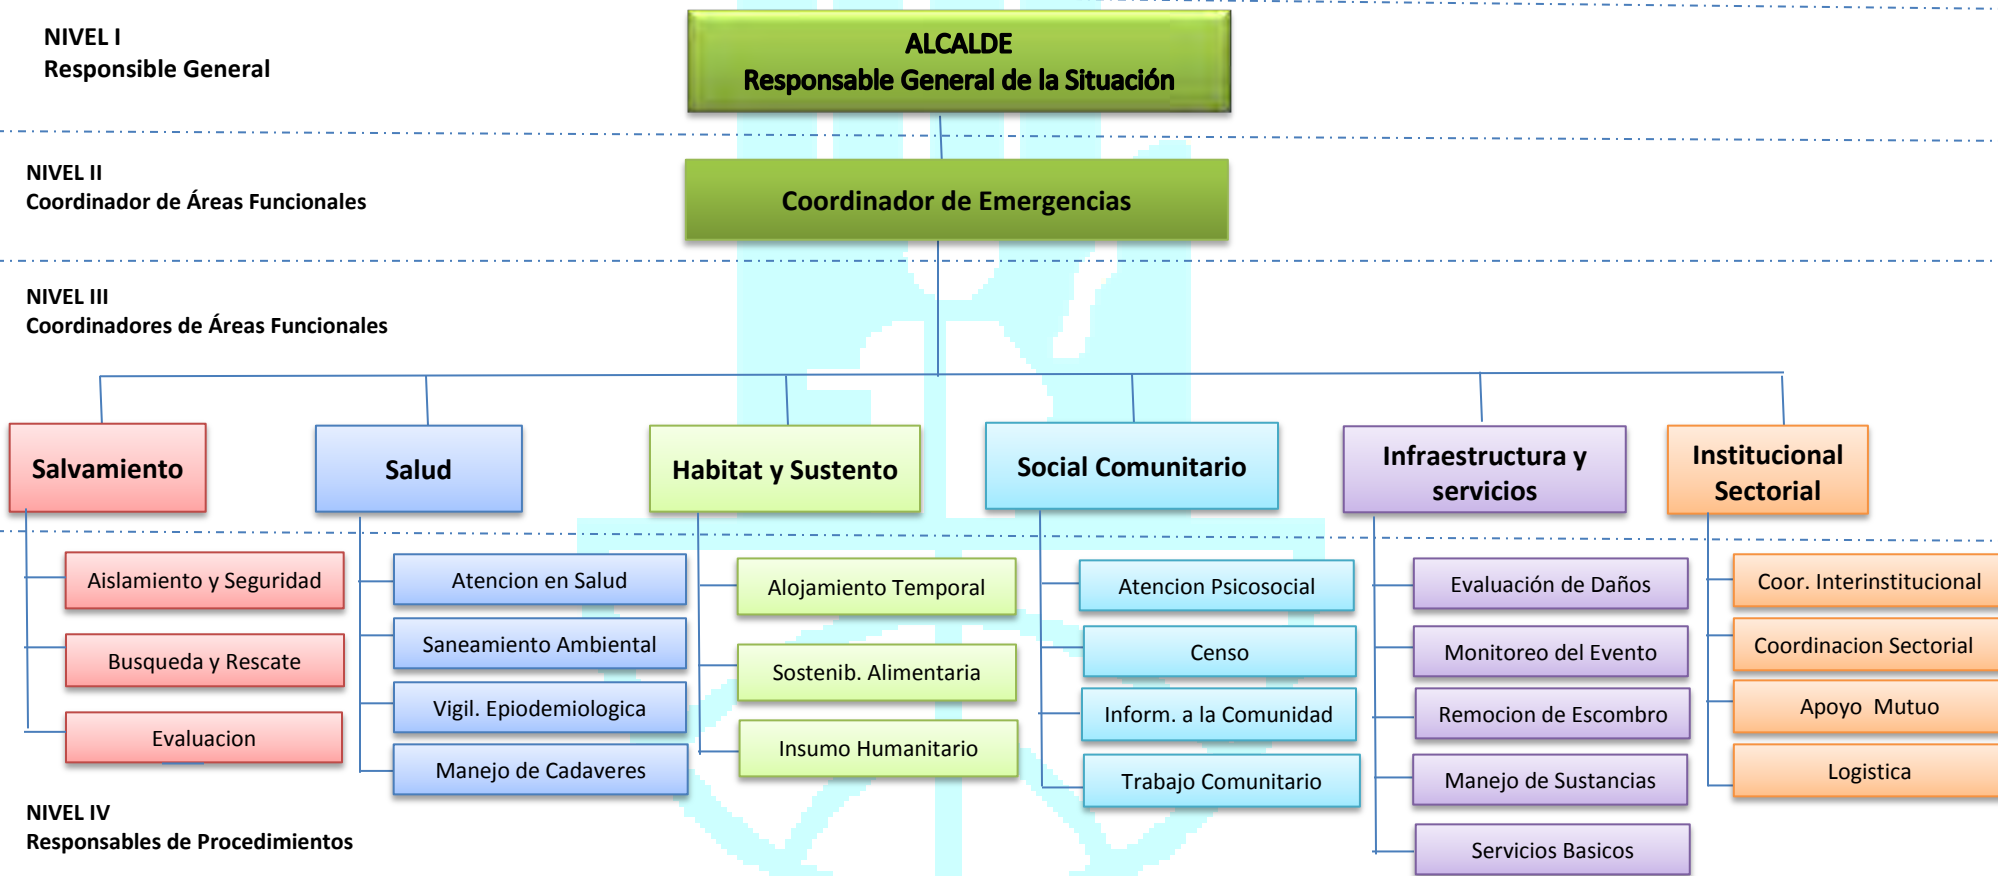 NIVEL I
Responsible General
ALCALDE
Responsable General de la Situación
NIVEL II
Coordinador de Áreas Funcionales
Coordinador de Emergencias
NIVEL III
Coordinadores de Áreas Funcionales
Salvamiento
Salud
Habitat y Sustento
Social Comunitario
Infraestructura y
servicios
Institucional
Sectorial
Aislamiento y Seguridad
Busqueda y Rescate
Evaluacion
Atencion en Salud
Saneamiento Ambiental
Vigil. Epiodemiologica
Manejo de Cadaveres
Alojamiento Temporal
Sostenib. Alimentaria
Insumo Humanitario
Atencion Psicosocial
Censo
Inform. a la Comunidad
Trabajo Comunitario
Evaluación de Daños
Monitoreo del Evento
Remocion de Escombro
Manejo de Sustancias
Servicios Basicos
Coor. Interinstitucional
Coordinacion Sectorial
Apoyo Mutuo
Logistica
NIVEL IV
Responsables de Procedimientos